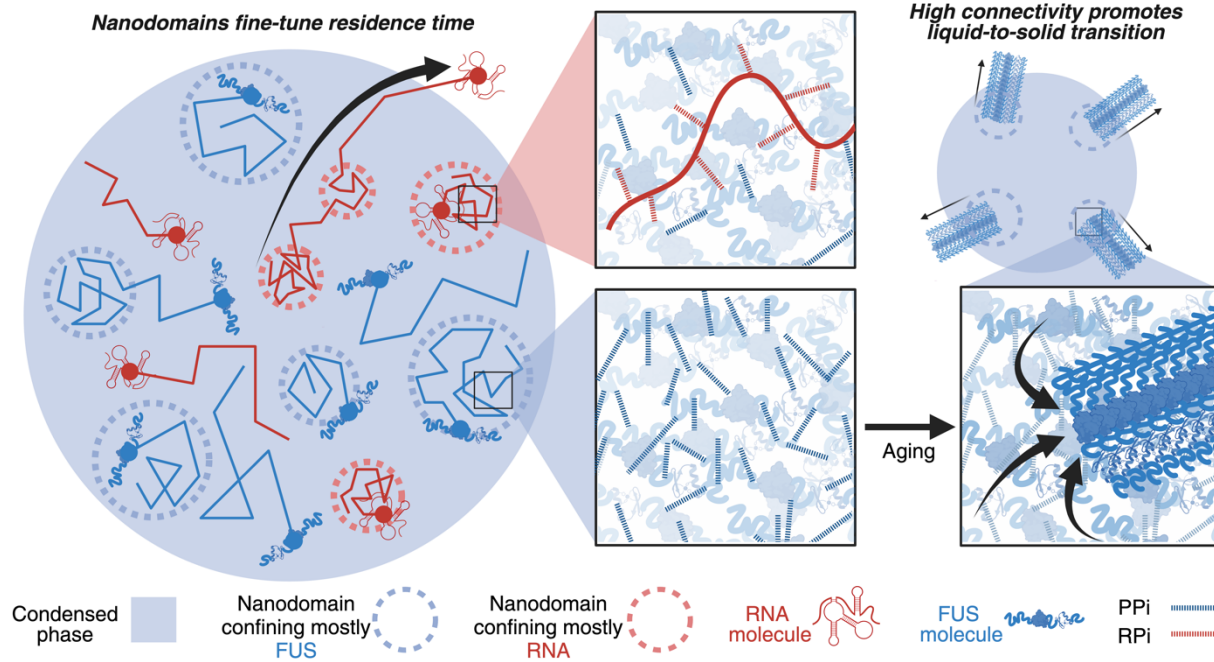 Nanodomains fine-tune residence time
High connectivity promotes
liquid-to-solid transition
Aging
Condensed
phase
Nanodomain
confining mostly
FUS
Nanodomain
confining mostly
RNA
RNA
molecule
FUS
molecule
PPi
RPi